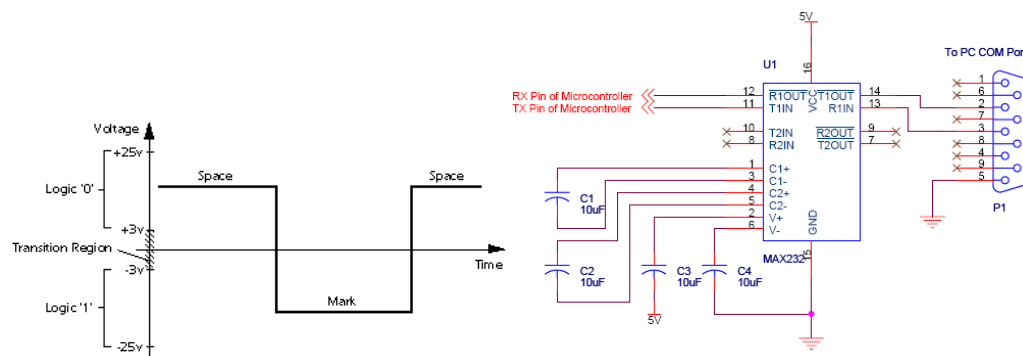 Voltage
+25v
Logic '0'
Space
Space
+3v
Transition Region
-3v
Time
Logic '1'
Mark
-25v
5V
U1
To PC COM Por
16
RX Pin of Microcontroller
12
R1OUT
T1OUT
14
TX Pin of Microcontroller
11
T1IN
R1IN
13
VCC
10
T2IN
R2OUT
9
8
R2IN
T2OUT
7
1
C1+
3
C1-
4
C2+
5
C2-
2
V+
6
V-
GND
15
MAX232
C1
10uF
C2
10uF
C3
10uF
C4
10uF
5V
1
6
2
7
3
8
4
9
5
P1